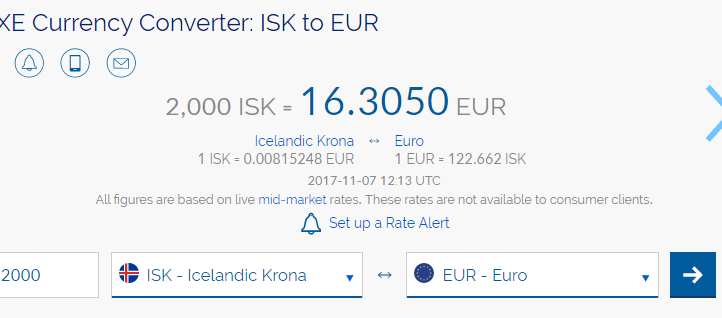 XE Currency Converter: ISK to EUR
2,000 ISK = 16.3050 EUR
Icelandic Krona ↔ Euro
1 ISK = 0.00815248 EUR 1 EUR = 122.662 ISK
2017-11-07 12:13 UTC
All figures are based on live mid-market rates. These rates are not available to consumer clients.
Set up a Rate Alert
2000 ISK - Icelandic Krona ↔ EUR - Euro